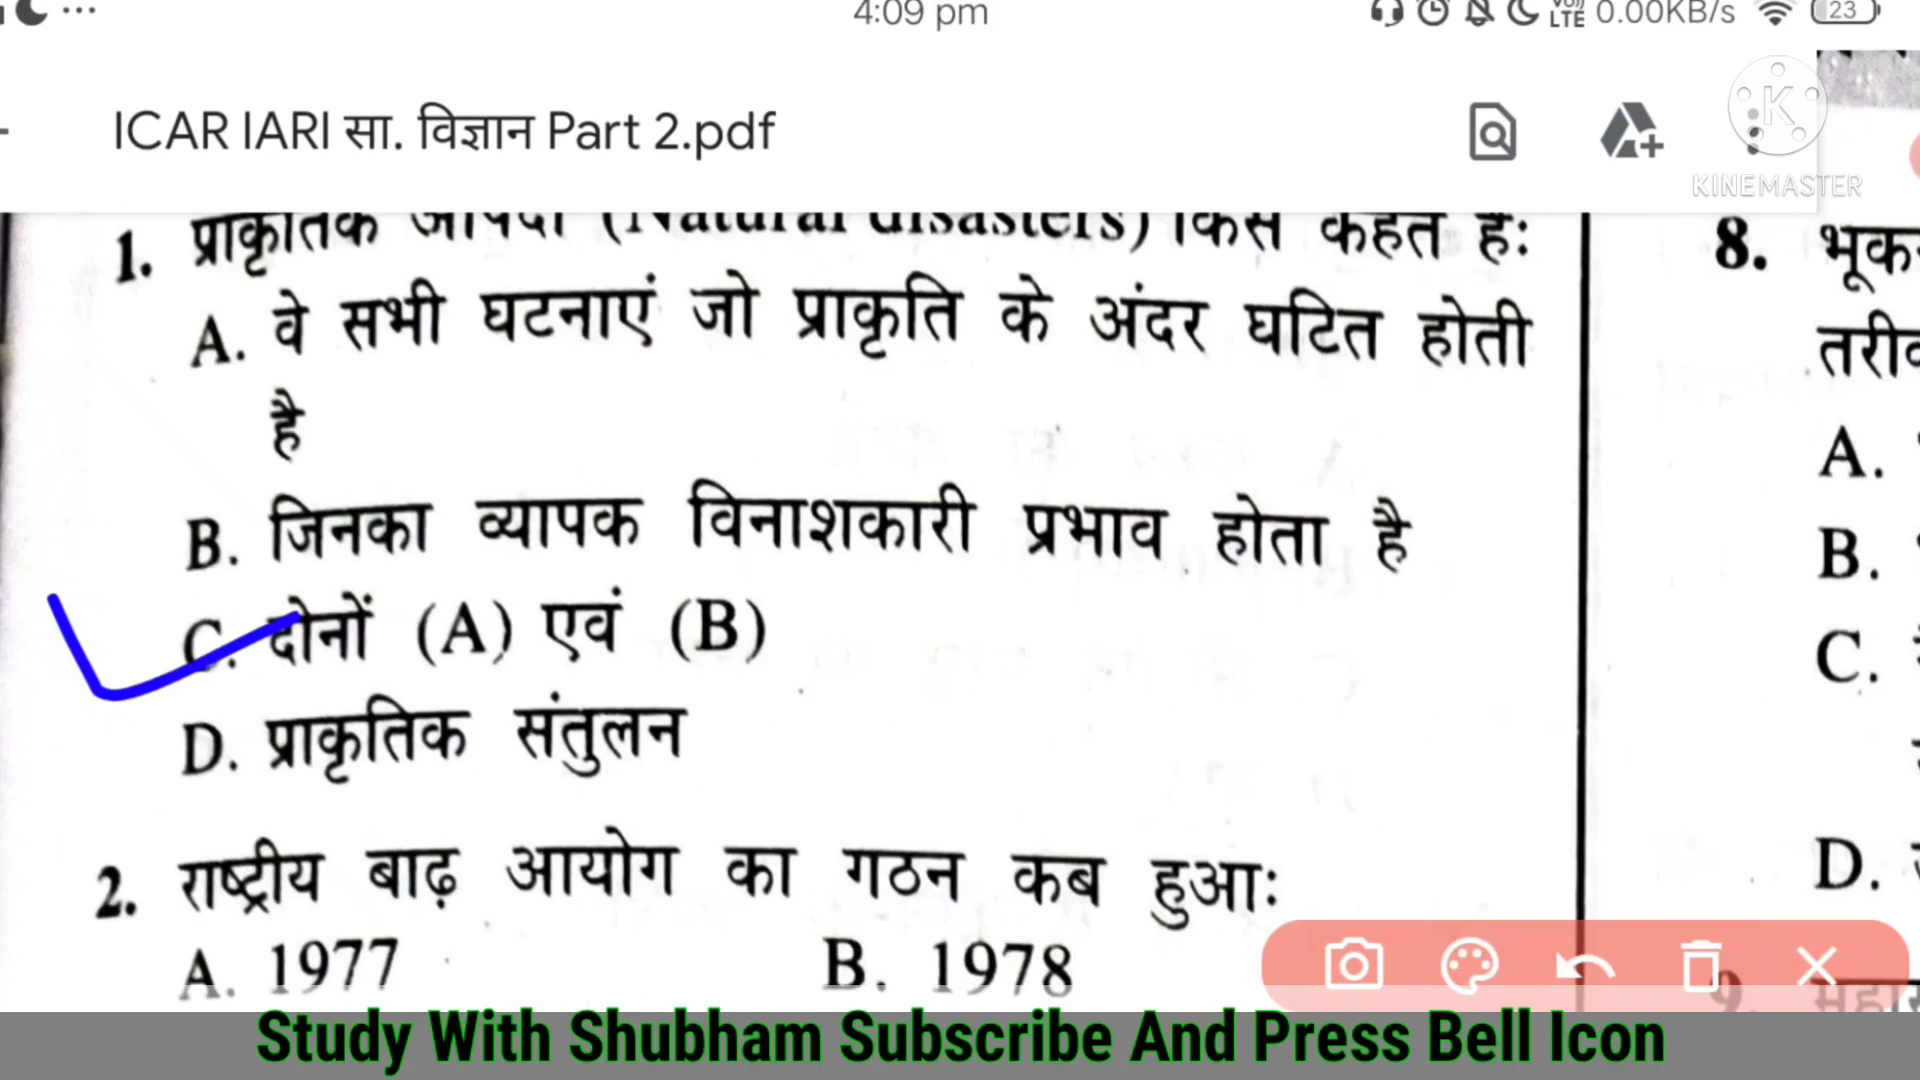 4:09 pm
LTE 0.00KB/s 23
ICAR IARI सा. विज्ञान Part 2.pdf
K
KINEMASTER
1. प्राकृतिक आपदा (Natural disasters) किसे कहते हैं:
A. वे सभी घटनाएं जो प्राकृति के अंदर घटित होती
है
B. जिनका व्यापक विनाशकारी प्रभाव होता है
C. दोनों (A) एवं (B)
D. प्राकृतिक संतुलन
2. राष्ट्रीय बाढ़ आयोग का गठन कब हुआ:
A. 1977 B. 1978
8.
A.
B.
C.
D.
9.
Study With Shubham Subscribe And Press Bell Icon